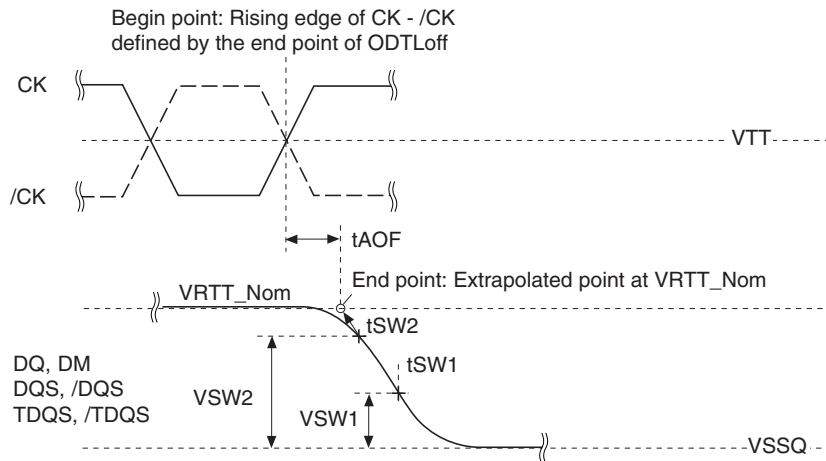 Begin point: Rising edge of CK - /CK
defined by the end point of ODTLoff
CK
VTT
/CK
tAOF
End point: Extrapolated point at VRTT_Nom
VRTT_Nom
tSW2
tSW1
DQ, DM
DQS, /DQS
TDQS, /TDQS
VSW2
VSW1
VSSQ